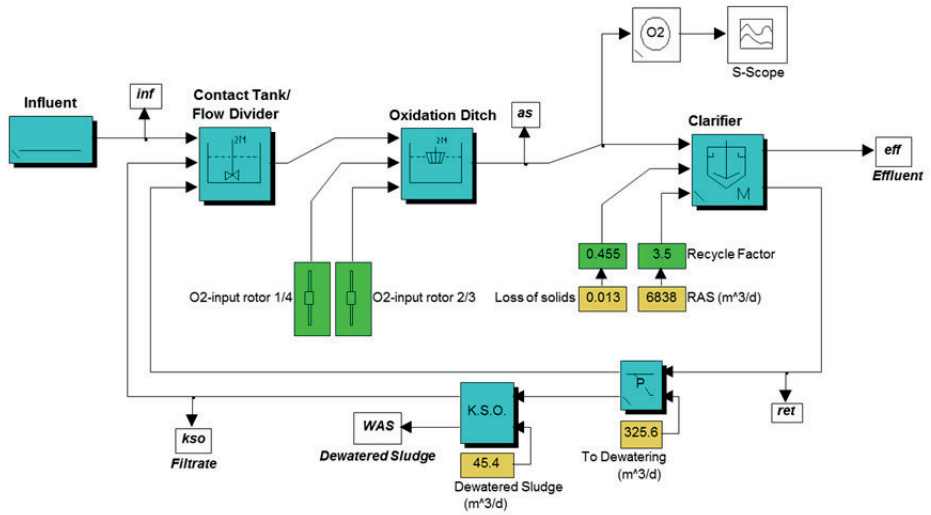 O2
S-Scope
Influent
inf
Contact Tank/
Flow Divider
2M
Oxidation Ditch
2M
as
Clarifier
M
eff
Effluent
O2-input rotor 1/4
O2-input rotor 2/3
0.455
3.5
Recycle Factor
Loss of solids
0.013
6838
RAS (m^3/d)
P
ret
K.S.O.
WAS
Dewatered Sludge
kso
Filtrate
325.6
To Dewatering
(m^3/d)
45.4
Dewatered Sludge
(m^3/d)